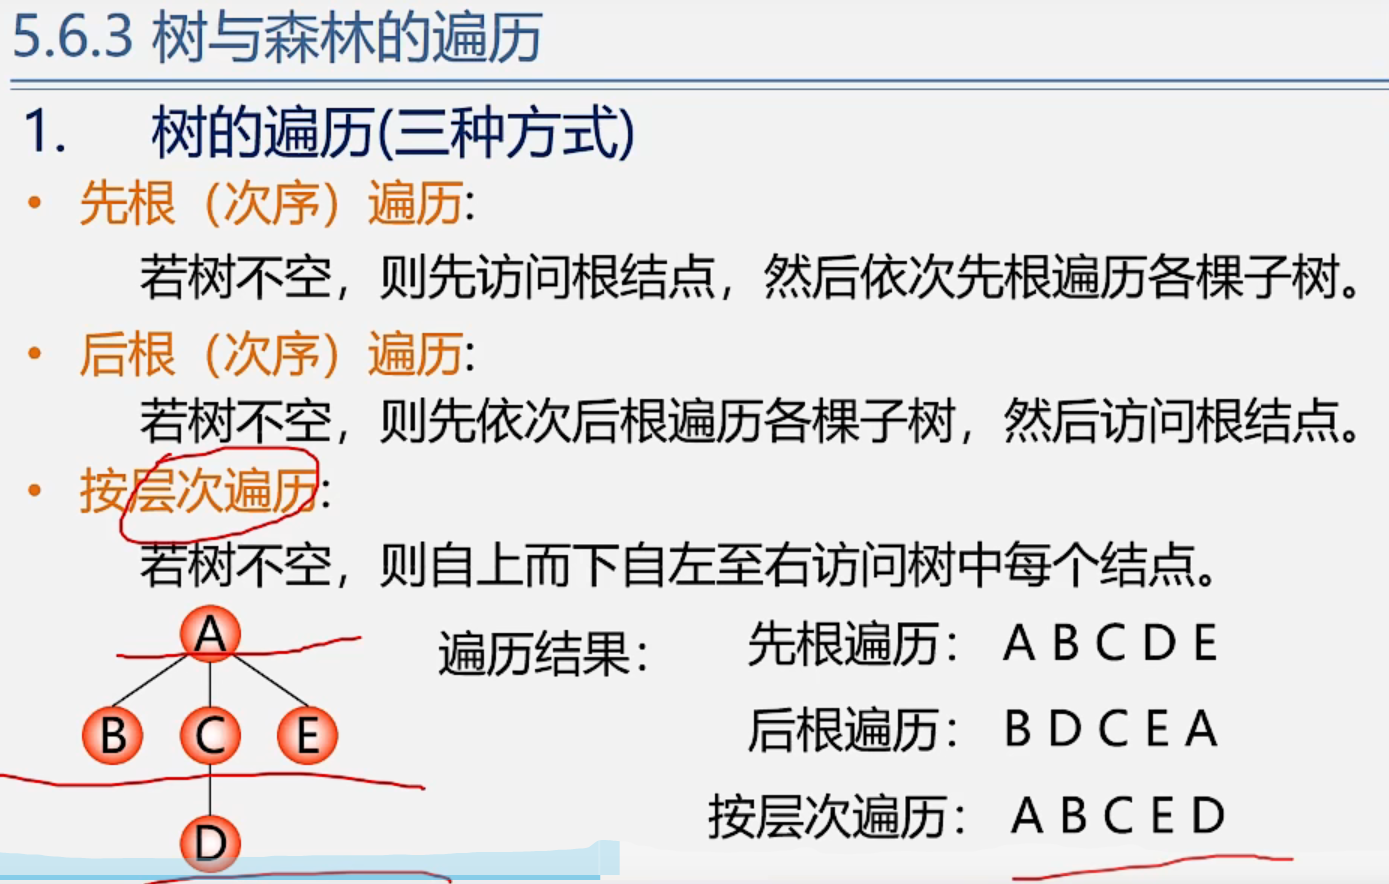 5.6.3 树与森林的遍历
1. 树的遍历(三种方式)
• 先根（次序）遍历:
若树不空，则先访问根结点，然后依次先根遍历各棵子树。
• 后根（次序）遍历:
若树不空，则先依次后根遍历各棵子树，然后访问根结点。
• 按层次遍历:
若树不空，则自上而下自左至右访问树中每个结点。
A
B C E
D
遍历结果：
先根遍历： A B C D E
后根遍历： B D C E A
按层次遍历： A B C E D